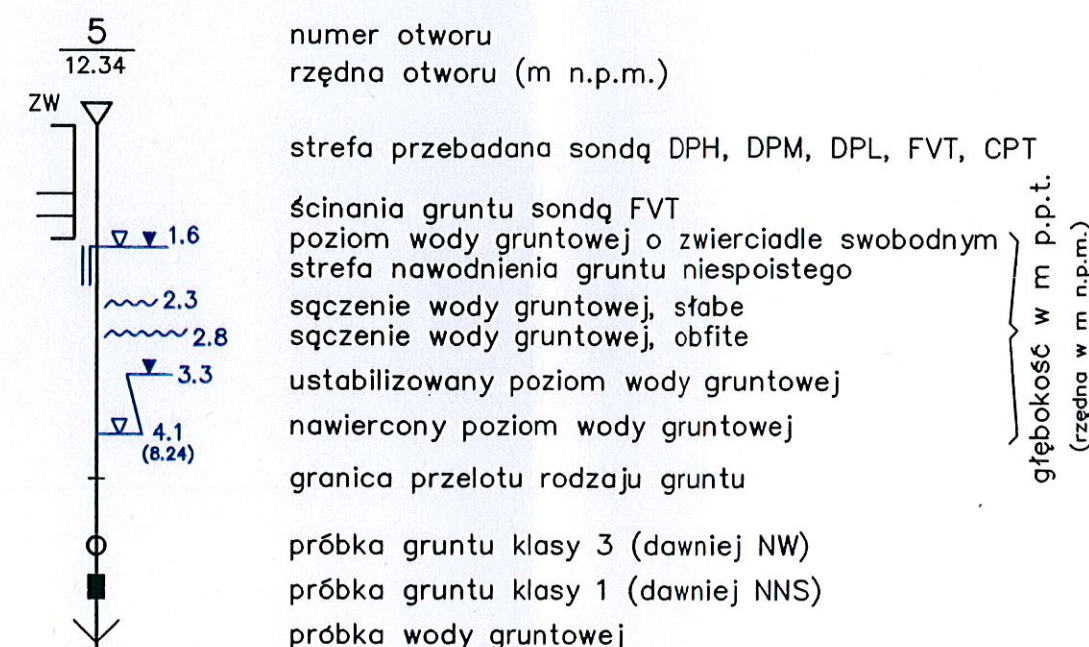 5 numer otworu
12.34 rzędna otworu (m n.p.m.)
ZW
strefa przebadana sondą DPH, DPM, DPL, FVT, CPT
ścinania gruntu sondą FVT
1.6 poziom wody gruntowej o zwierciadle swobodnym
strefa nawodnienia gruntu niespoistego
2.3 sączenie wody gruntowej, słabe
2.8 sączenie wody gruntowej, obfite
3.3 ustabilizowany poziom wody gruntowej
4.1 nawiercony poziom wody gruntowej
(8.24)
granica przelotu rodzaju gruntu
próbka gruntu klasy 3 (dawniej NW)
próbka gruntu klasy 1 (dawniej NNS)
próbka wody gruntowej
głębokość w m p.p.t.
(rzędna w m n.p.m.)